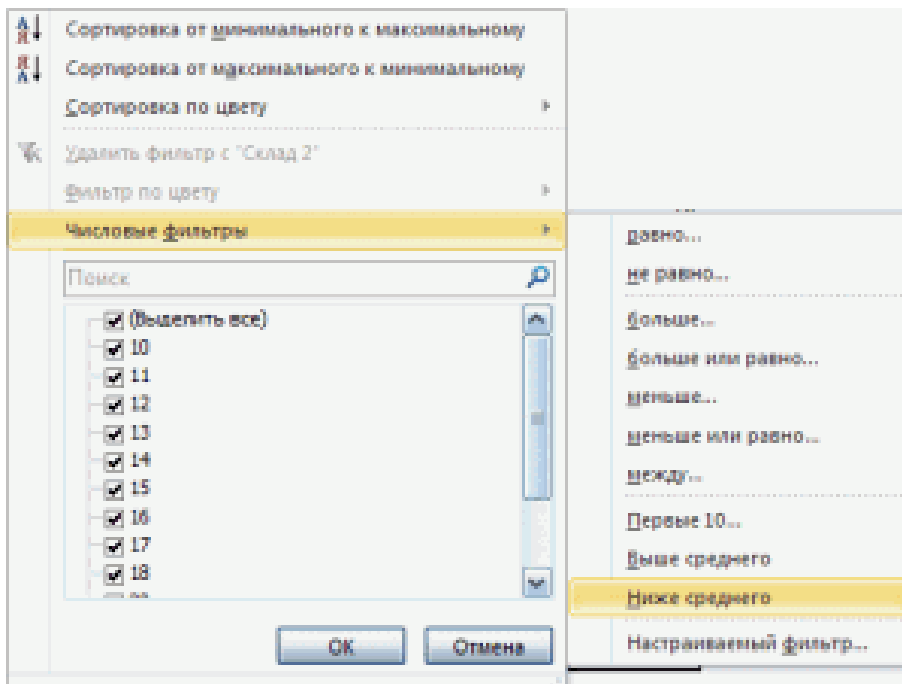 Сортировка от минимального к максимальному
Сортировка от максимального к минимальному
Сортировка по цвету
Удалить фильтр с "Склад 2"
Фильтр по цвету
Числовые фильтры
Поиск
(Выделить все)
10
11
12
13
14
15
16
17
18
ОК Отмена
равно...
не равно...
больше...
больше или равно...
меньше...
меньше или равно...
между...
Первые 10...
Выше среднего
Ниже среднего
Настраиваемый фильтр...